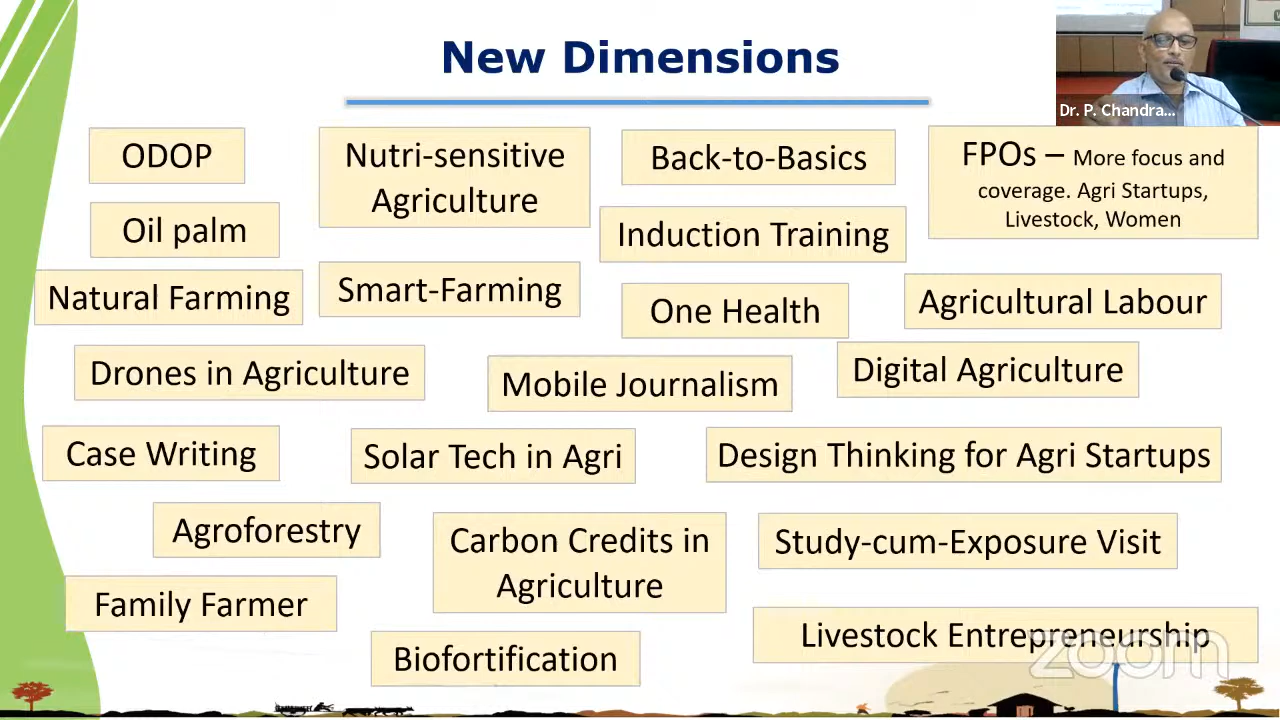 New Dimensions
Dr. P. Chandra...
ODOP
Nutri-sensitive
Agriculture
Back-to-Basics
FPOs – More focus and
coverage. Agri Startups,
Livestock, Women
Oil palm
Induction Training
Natural Farming
Smart-Farming
One Health
Agricultural Labour
Drones in Agriculture
Mobile Journalism
Digital Agriculture
Case Writing
Solar Tech in Agri
Design Thinking for Agri Startups
Agroforestry
Carbon Credits in
Agriculture
Study-cum-Exposure Visit
Family Farmer
Biofortification
Livestock Entrepreneurship
zoom